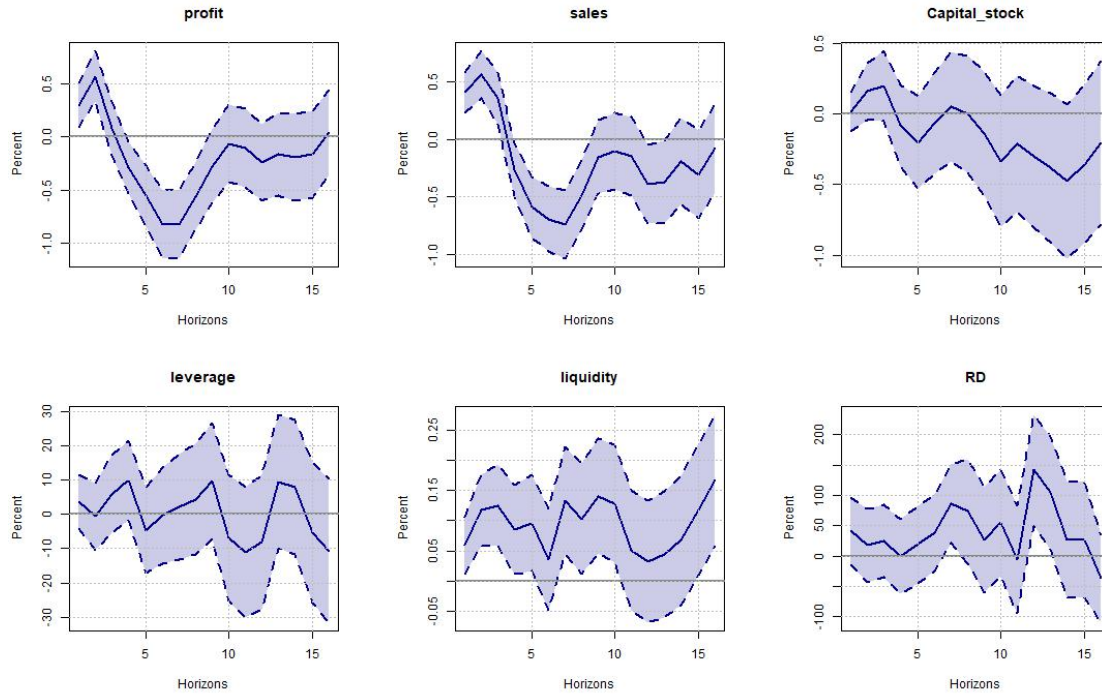 profit
sales
Capital_stock
Percent
-1.0
-0.5
0.0
0.5
5
10
15
Horizons
Percent
-1.0
-0.5
0.0
0.5
5
10
15
Horizons
Percent
-1.0
-0.5
0.0
0.5
5
10
15
Horizons
leverage
liquidity
RD
Percent
-30
-20
-10
0
10
20
30
5
10
15
Horizons
Percent
-0.05
0.05
0.15
0.25
5
10
15
Horizons
Percent
-100
0
50
100
200
5
10
15
Horizons